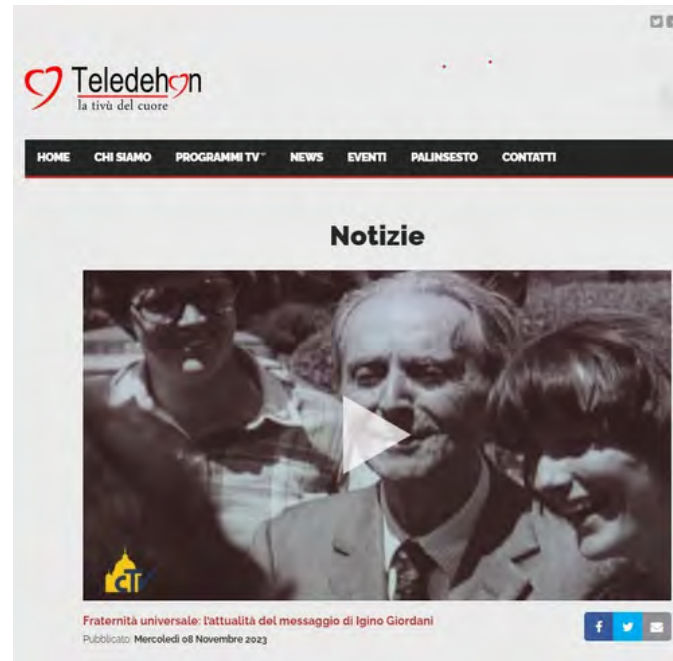 Teledehon
la tivù del cuore
HOME CHI SIAMO PROGRAMMI TV NEWS EVENTI PALINSESTO CONTATTI
Notizie
CTV
Fraternità universale: l'attualità del messaggio di Igino Giordani
Pubblicato: Mercoledì 08 Novembre 2023